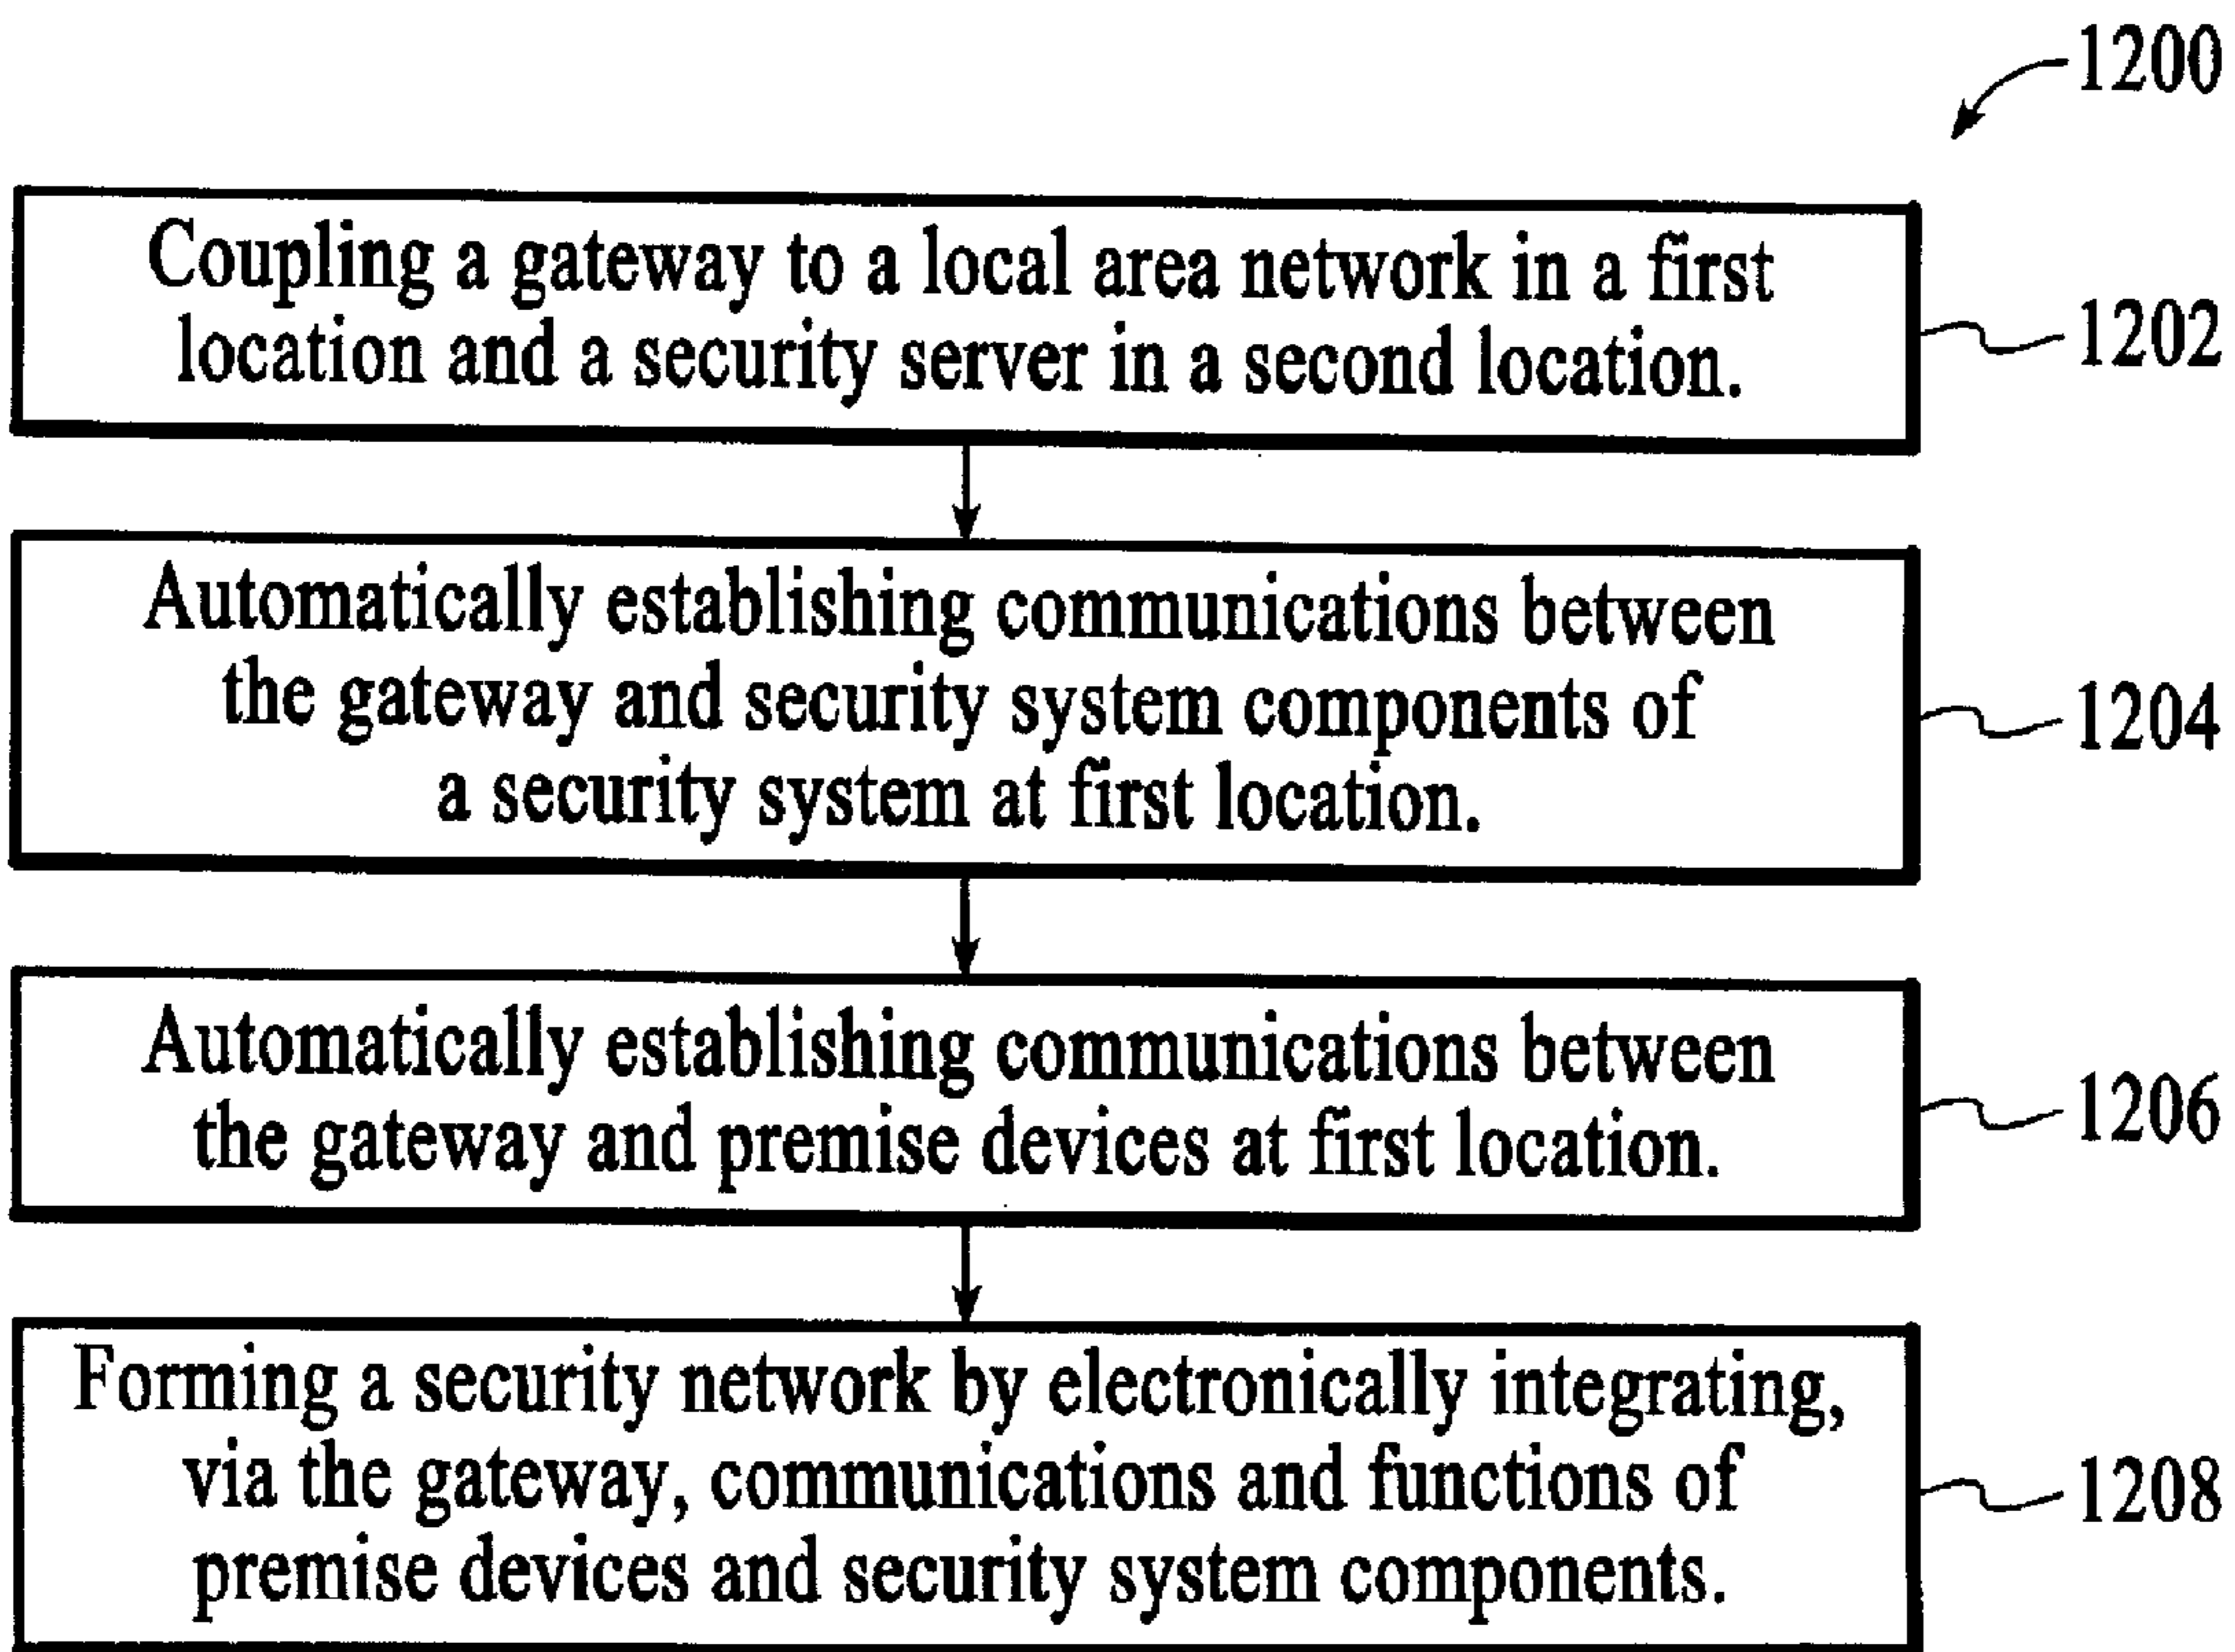 1200
Coupling a gateway to a local area network in a first
location and a security server in a second location.
1202
Automatically establishing communications between
the gateway and security system components of
a security system at first location.
1204
Automatically establishing communications between
the gateway and premise devices at first location.
1206
Forming a security network by electronically integrating,
via the gateway, communications and functions of
premise devices and security system components.
1208